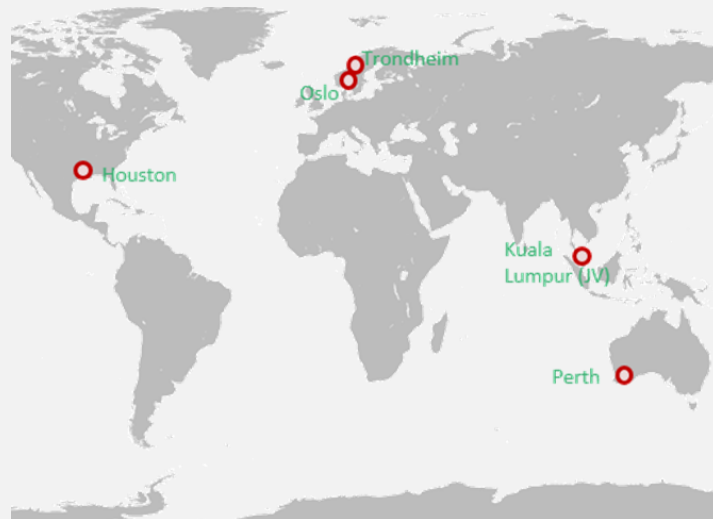 Trondheim
Oslo
Houston
Kuala
Lumpur (JV)
Perth